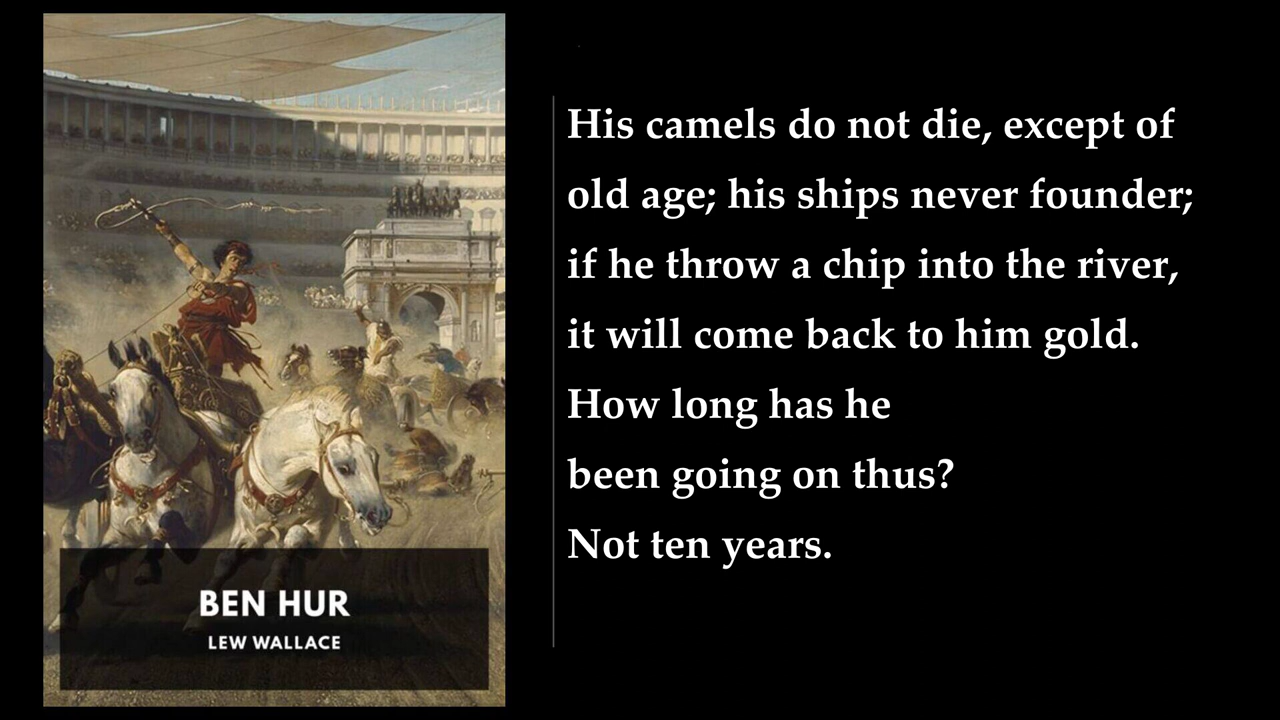 His camels do not die, except of
old age; his ships never founder;
if he throw a chip into the river,
it will come back to him gold.
How long has he
been going on thus?
Not ten years.
BEN HUR
LEW WALLACE